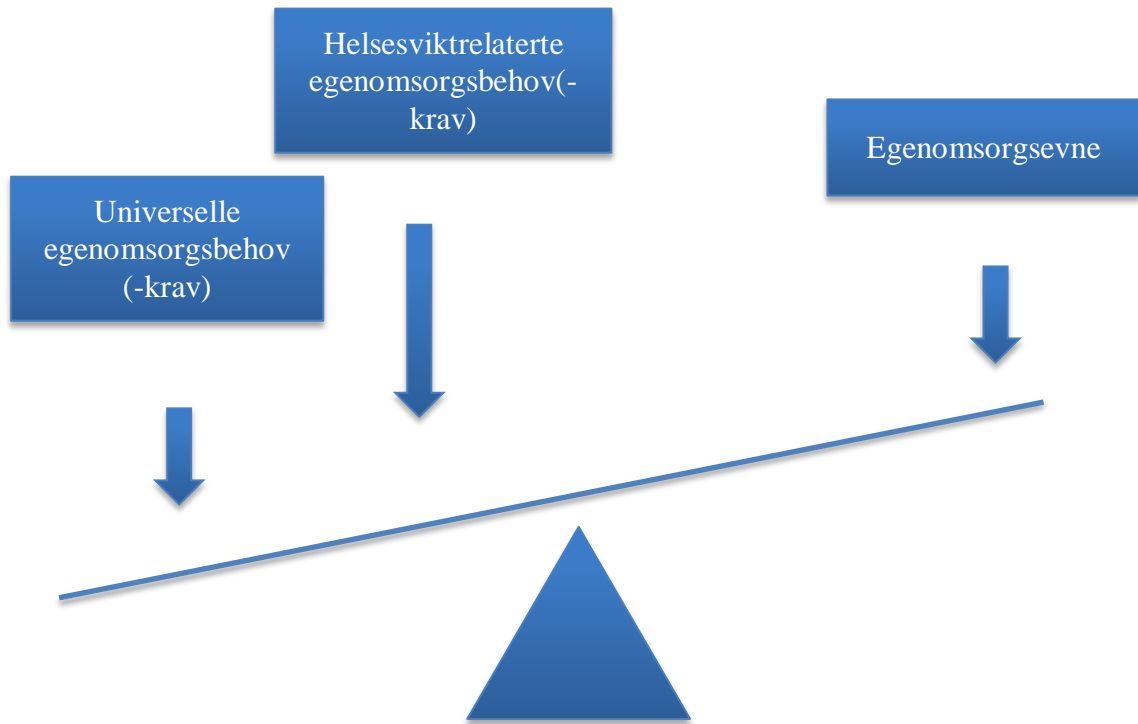 Helsesviktrelaterte
egenomsorgsbehov(-
krav)
Egenomsorgsevne
Universelle
egenomsorgsbehov
(-krav)